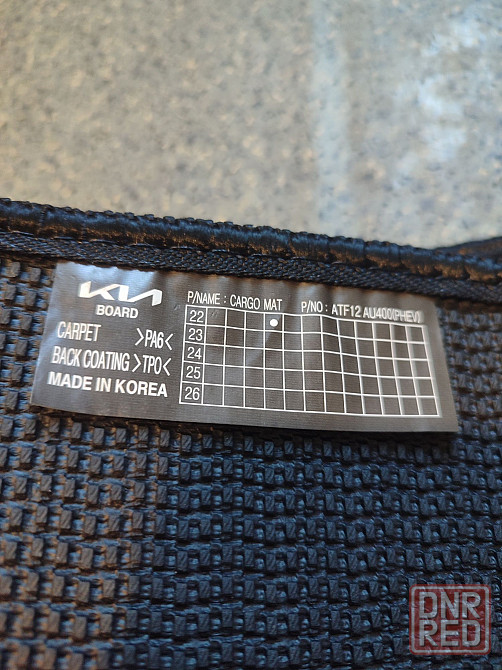 KIA
BOARD
CARPET >PA6<
BACK COATING >TPO<
MADE IN KOREA
P/NAME : CARGO MAT P/NO : ATF12 AU400(PHEV)
22
23
24
25
26
DNR
RED